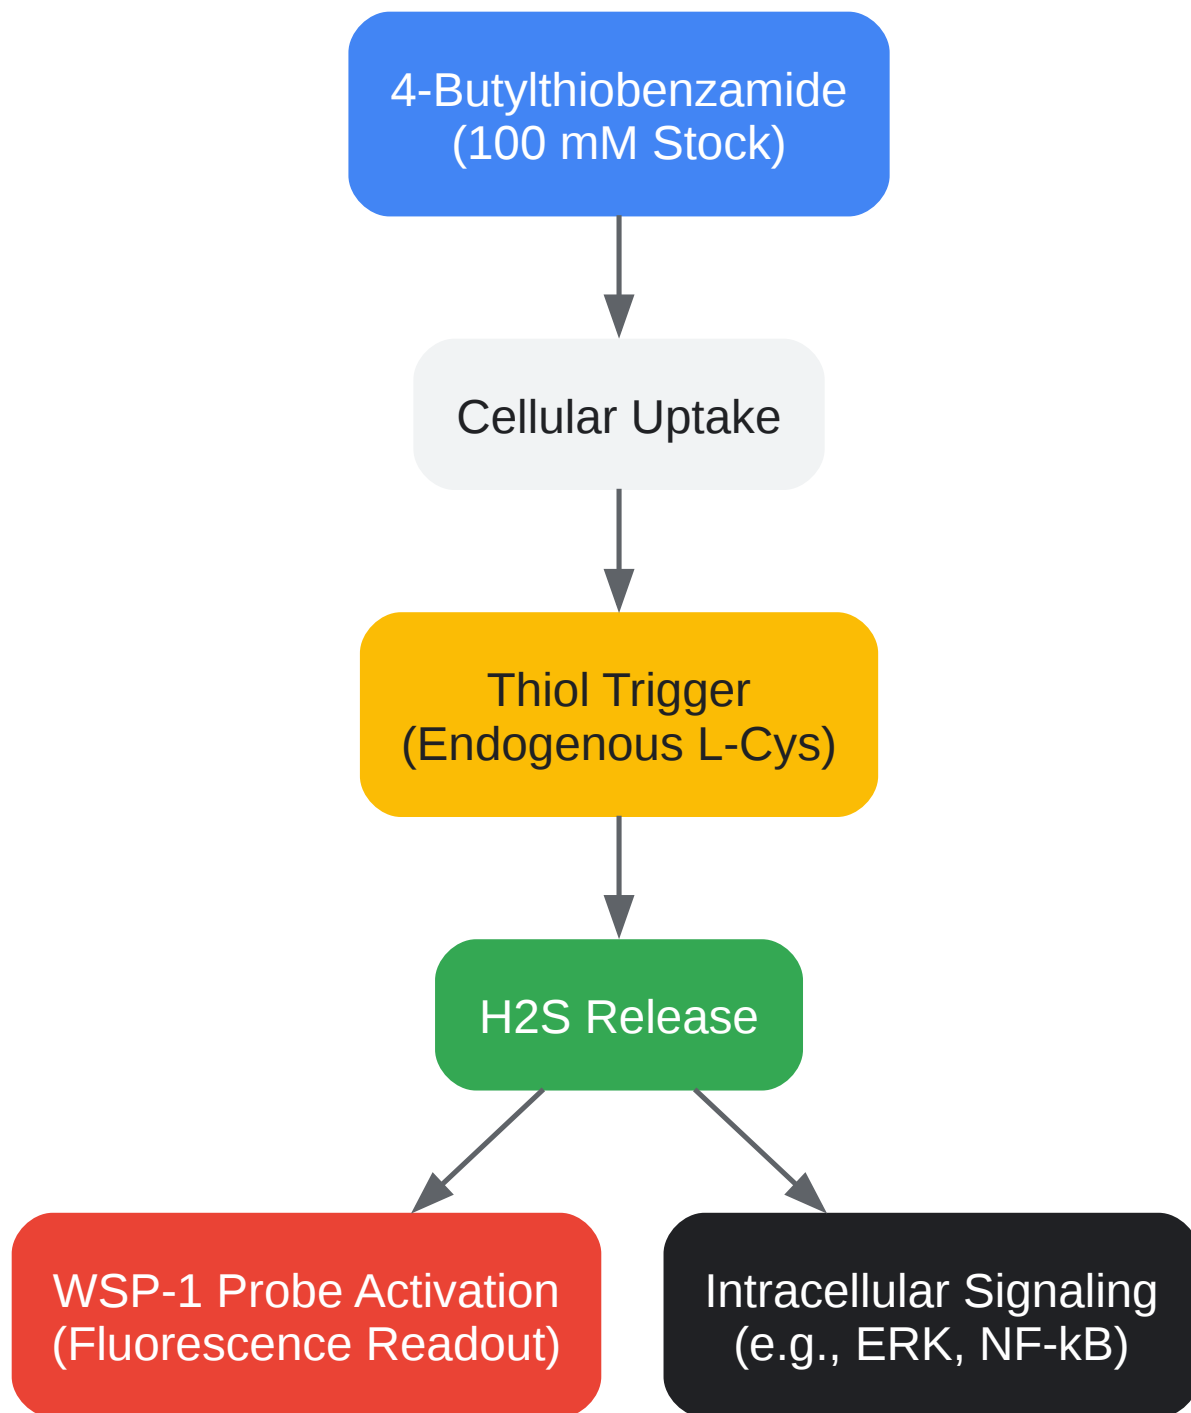 4-Butylthiobenzamide
(100 mM Stock)
Cellular Uptake
Thiol Trigger
(Endogenous L-Cys)
H2S Release
WSP-1 Probe Activation
(Fluorescence Readout)
Intracellular Signaling
(e.g., ERK, NF-kB)